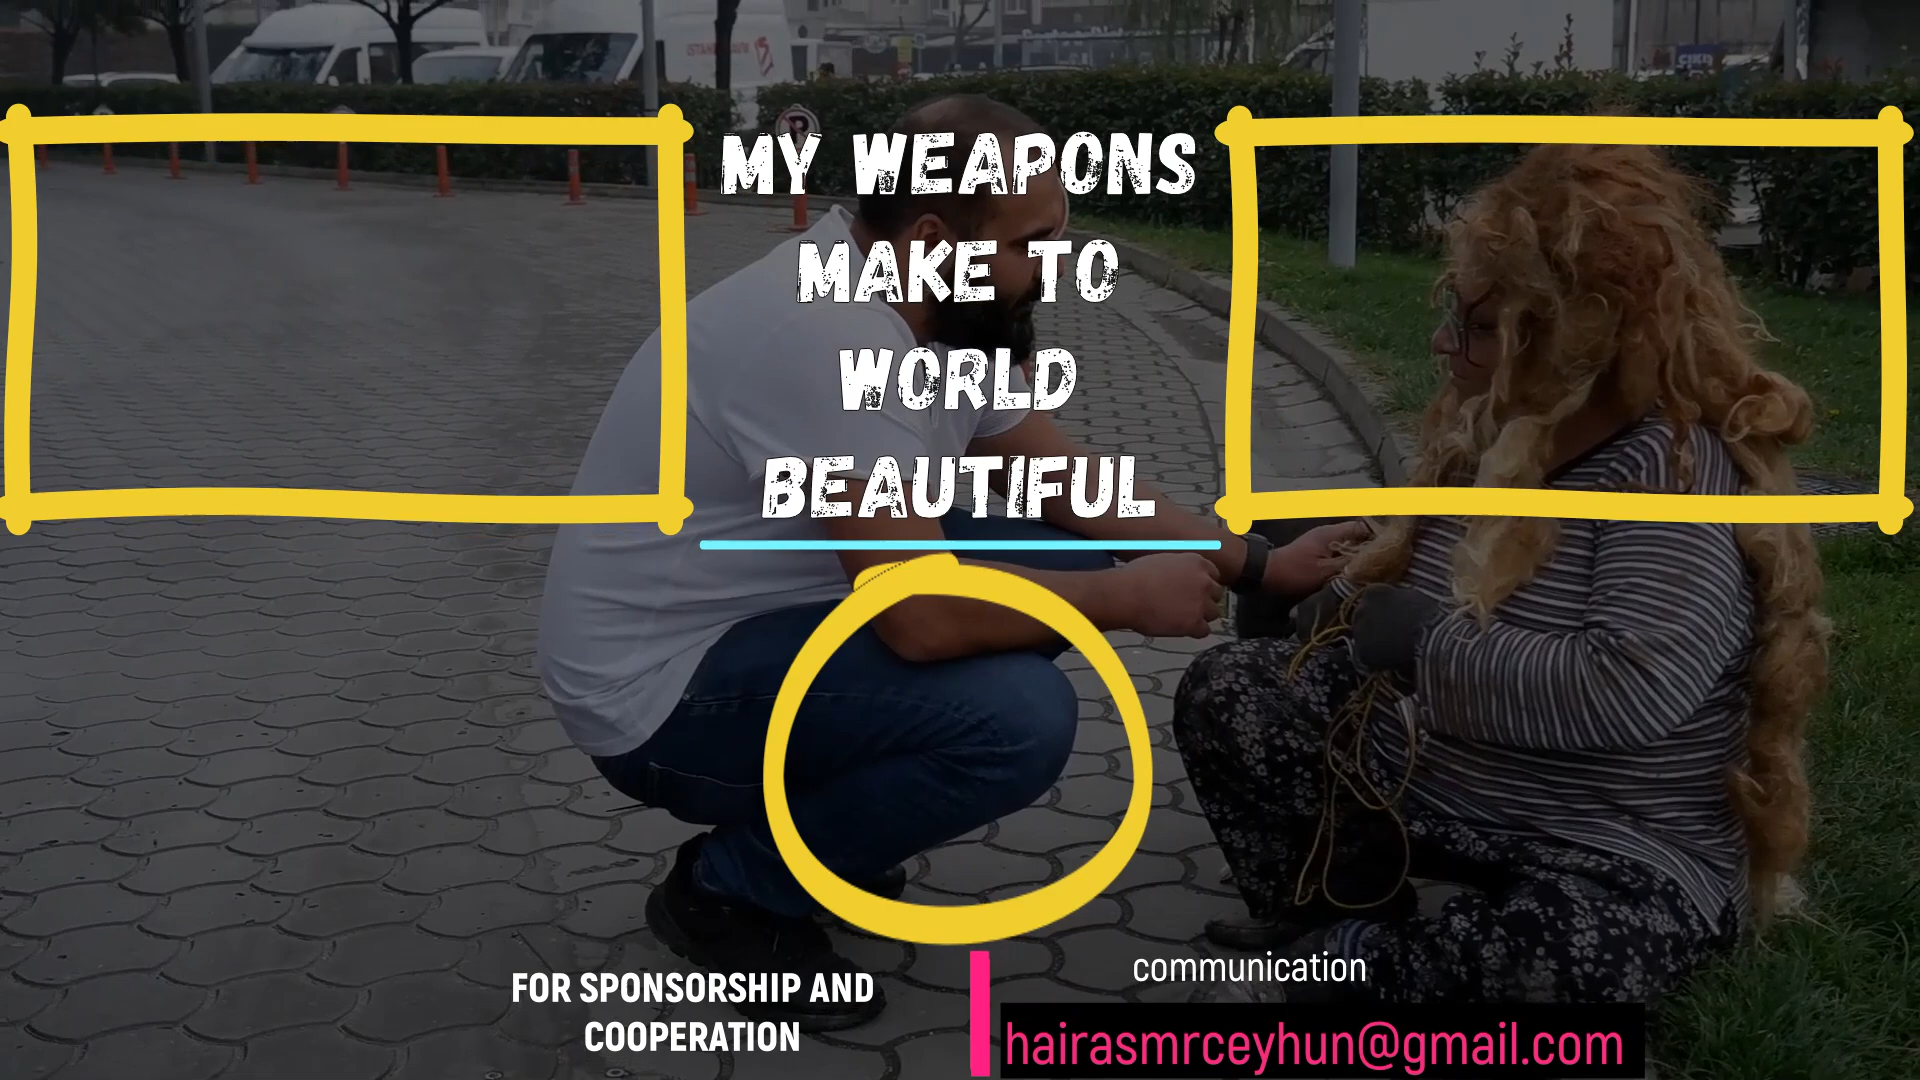 MY WEAPONS
MAKE TO
WORLD
BEAUTIFUL
FOR SPONSORSHIP AND
COOPERATION
communication
hairasmrceyhun@gmail.com